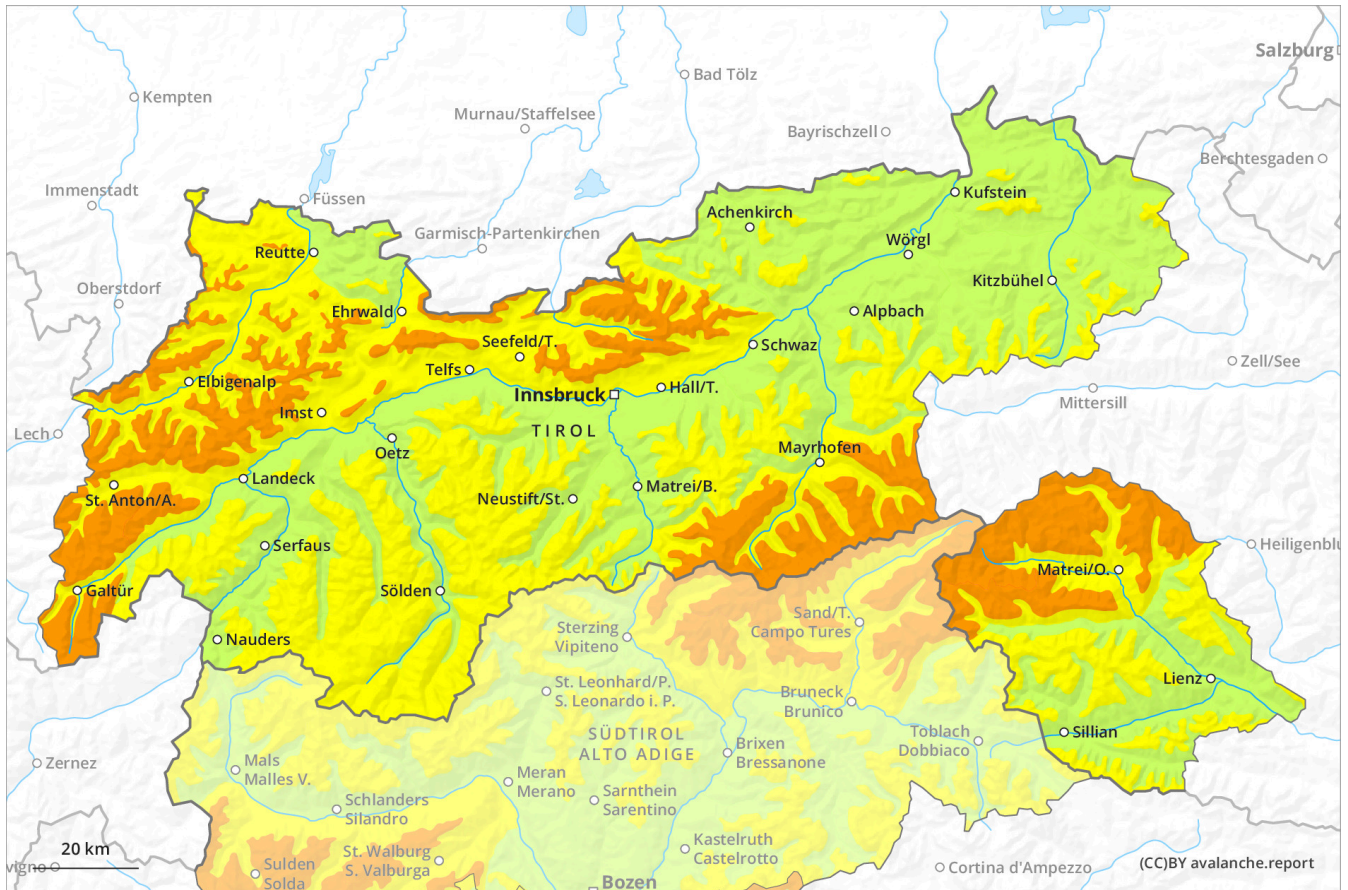 Salzburg
Bad Tölz
Kempten
Murnau/Staffelsee
Bayrischzell
Berchtesgaden
Immenstadt
Füssen
Kufstein
Achenkirch
Garmisch-Partenkirchen
Wörgl
Reutte
Kitzbühel
Oberstdorf
Ehrwald
Alpbach
Seefeld/T.
Schwaz
Zell/See
Telfs
Elbigenalp
Hall/T.
Innsbruck
Mittersill
Imst
Lech
TIROL
Oetz
Mayrhofen
Landeck
St. Anton/A.
Neustift/St.
Matrei/B.
Serfaus
Heiligenblu
Matrei/O.
Galtür
Sölden
Sand/T.
Campo Tures
Sterzing
Vipiteno
Nauders
Lienz
St. Leonhard/P.
S. Leonardo i. P.
Bruneck
Brunico
SÜDTIROL
ALTO ADIGE
Toblach
Dobbiaco
Sillian
Brixen
Bressanone
Zernez
Mals
Malles V.
Meran
Merano
Sarnthein
Sarentino
Schlanders
Silandro
Kastelruth
Castelrotto
20 km
St. Walburg
S. Valburga
vigno
Sulden
Solda
Cortina d'Ampezzo
(CC)BY avalanche.report
Bozen